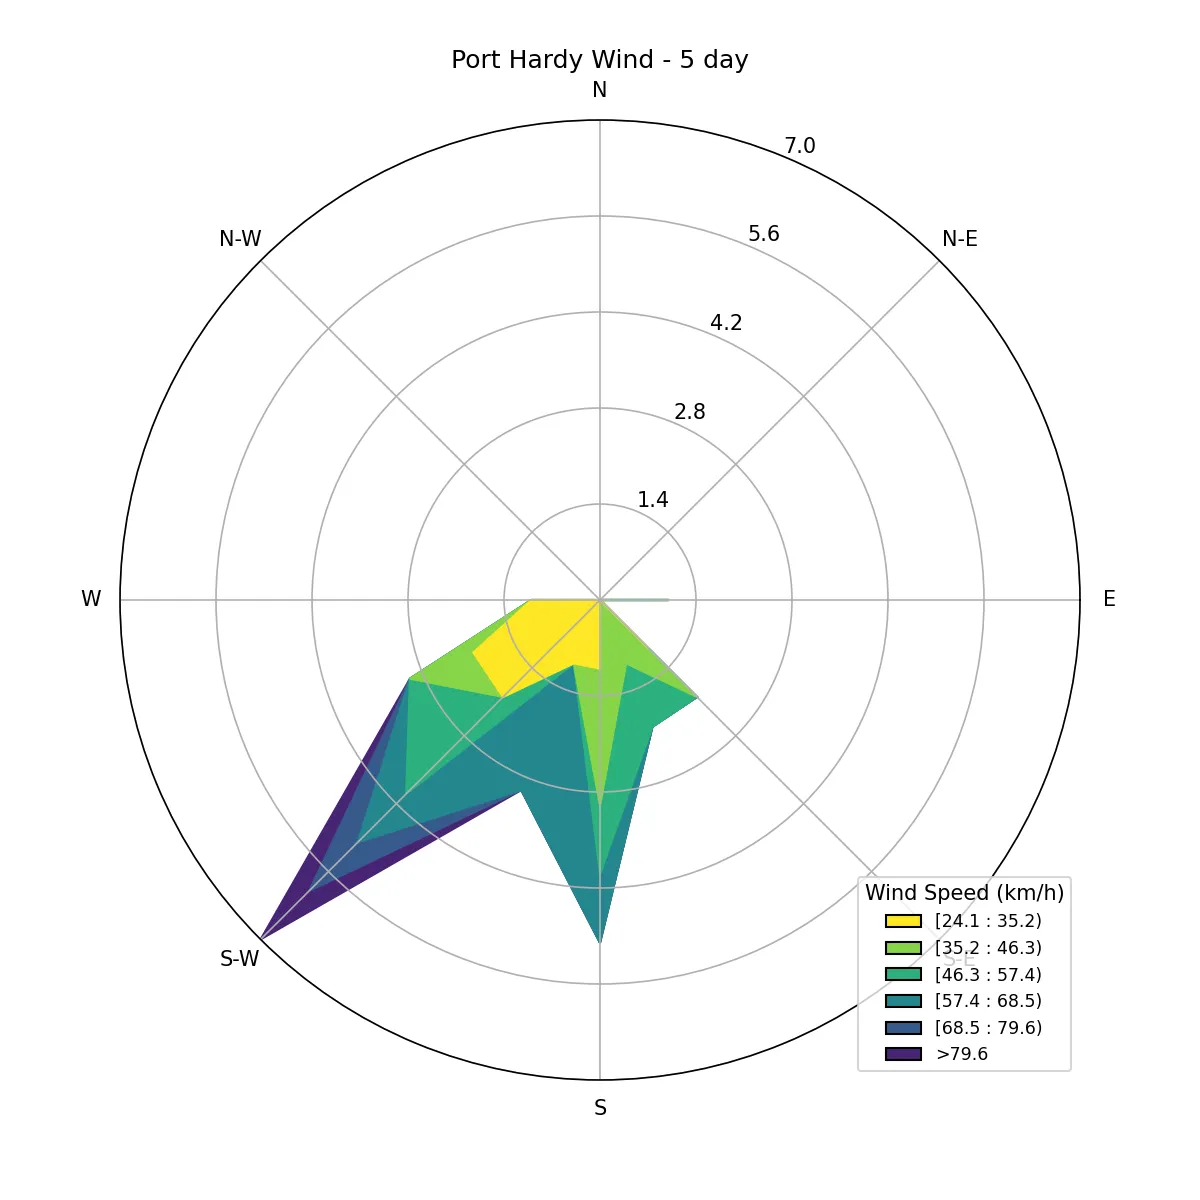 Port Hardy Wind - 5 day
N
7.0
N-W
5.6
N-E
4.2
2.8
1.4
W
E
S-W
S-E
S
Wind Speed (km/h)
[24.1 : 35.2)
[35.2 : 46.3)
[46.3 : 57.4)
[57.4 : 68.5)
[68.5 : 79.6)
>79.6